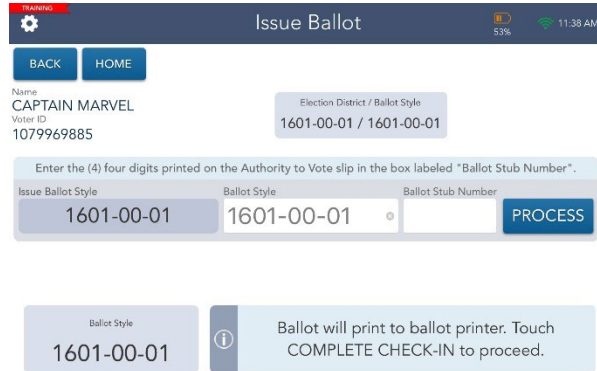 TRAINING
Issue Ballot
53%
11:38 AM
BACK HOME
Name
CAPTAIN MARVEL
Voter ID
1079969885
Election District / Ballot Style
1601-00-01 / 1601-00-01
Enter the (4) four digits printed on the Authority to Vote slip in the box labeled "Ballot Stub Number".
Issue Ballot Style Ballot Style Ballot Stub Number
1601-00-01 1601-00-01 PROCESS
Ballot Style
1601-00-01
Ballot will print to ballot printer. Touch
COMPLETE CHECK-IN to proceed.